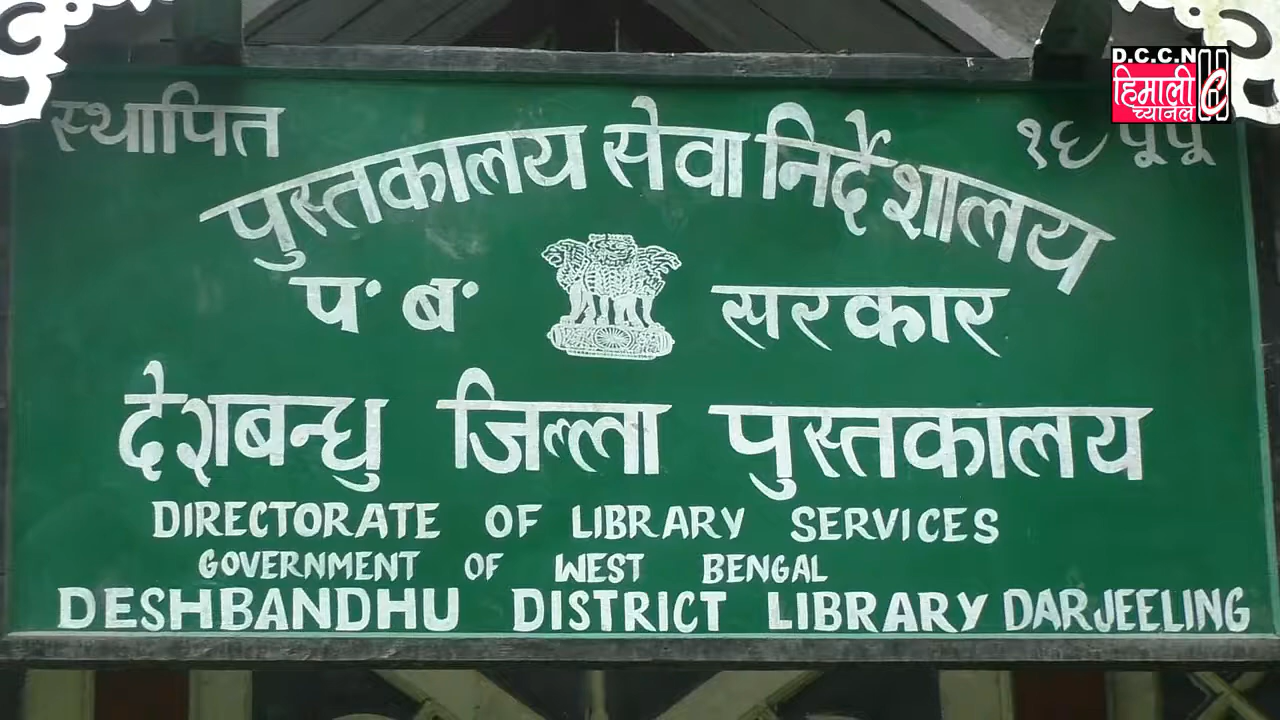 D.C.C.N
हिमाली
च्यानल
स्थापित १९५५
पुस्तकालय सेवा निर्देशालय
प॰ ब॰ सरकार
देशबन्धु जिल्ला पुस्तकालय
DIRECTORATE OF LIBRARY SERVICES
GOVERNMENT OF WEST BENGAL
DESHBANDHU DISTRICT LIBRARY DARJEELING